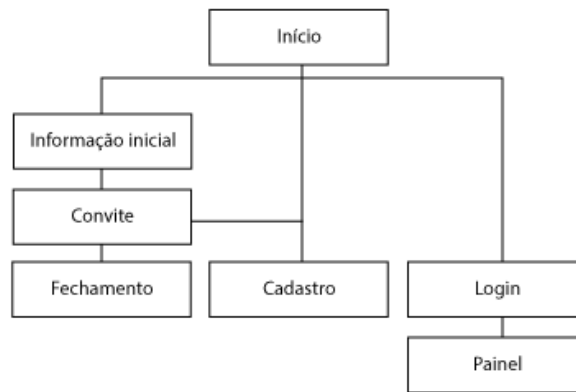 Início
Informação inicial
Convite
Fechamento
Cadastro
Login
Painel